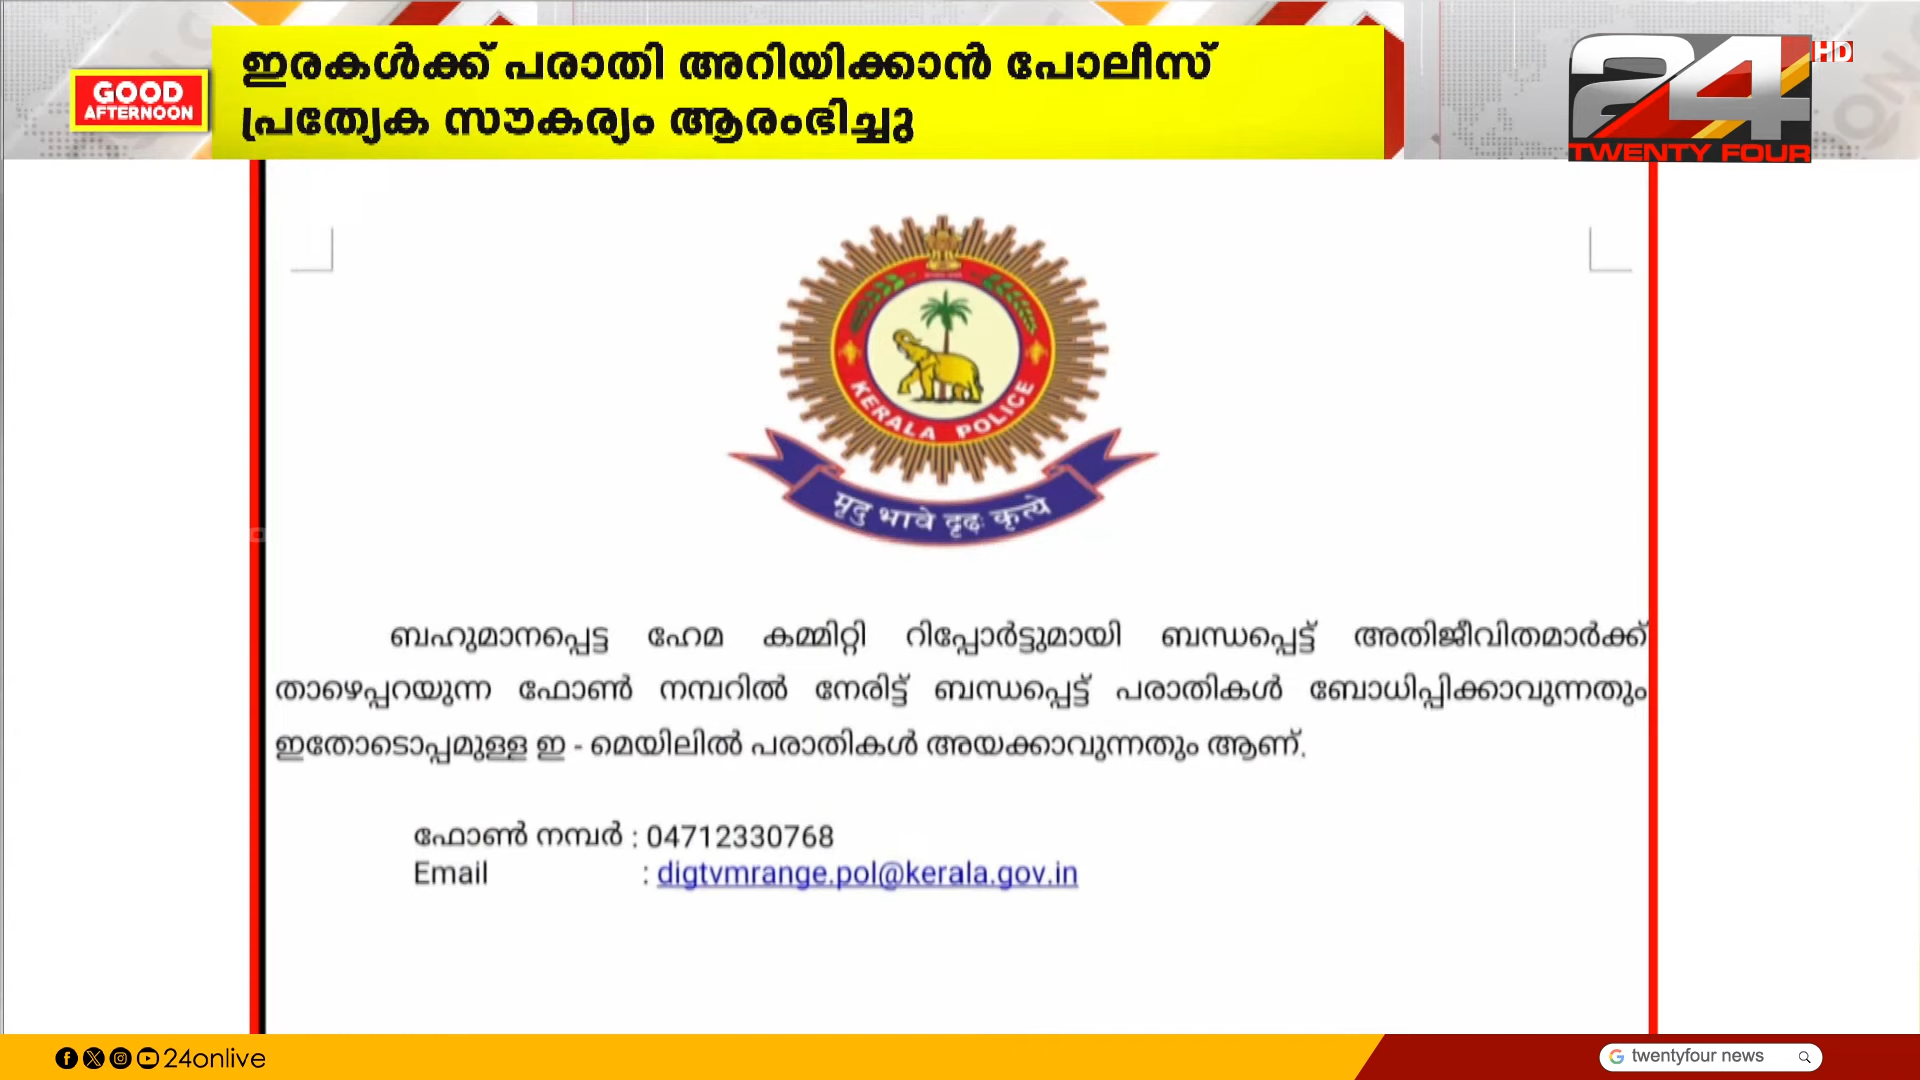 ഇരകൾക്ക് പരാതി അറിയിക്കാൻ പോലീസ്
പ്രത്യേക സൗകര്യം ആരംഭിച്ചു
GOOD
AFTERNOON
24
HD
TWENTY FOUR
KERALA POLICE
मृदु भावे दृढः कृत्ये
ബഹുമാനപ്പെട്ട ഹേമ കമ്മിറ്റി റിപ്പോർട്ടുമായി ബന്ധപ്പെട്ട് അതിജീവിതമാർക്ക്
താഴെപ്പറയുന്ന ഫോൺ നമ്പറിൽ നേരിട്ട് ബന്ധപ്പെട്ട് പരാതികൾ ബോധിപ്പിക്കാവുന്നതും
ഇതോടൊപ്പമുള്ള ഇ - മെയിലിൽ പരാതികൾ അയക്കാവുന്നതും ആണ്.
ഫോൺ നമ്പർ : 04712330768
Email : digtvmrange.pol@kerala.gov.in
24onlive
twentyfour news